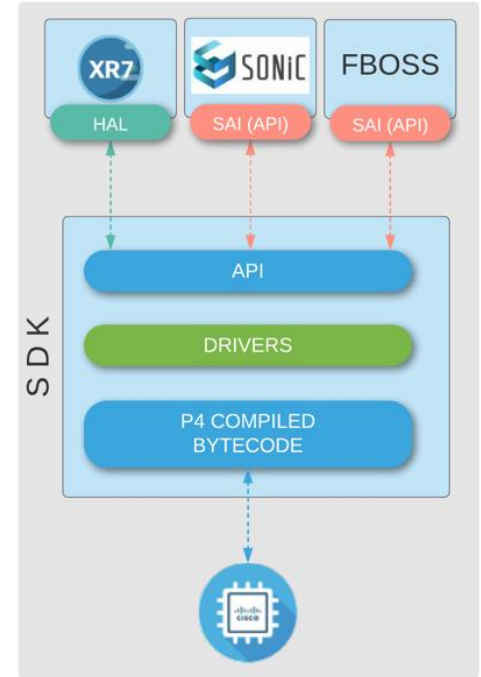 XR7
SONiC
FBOSS
HAL
SAI (API)
SAI (API)
API
SDK
DRIVERS
P4 COMPILED
BYTECODE
CISCO